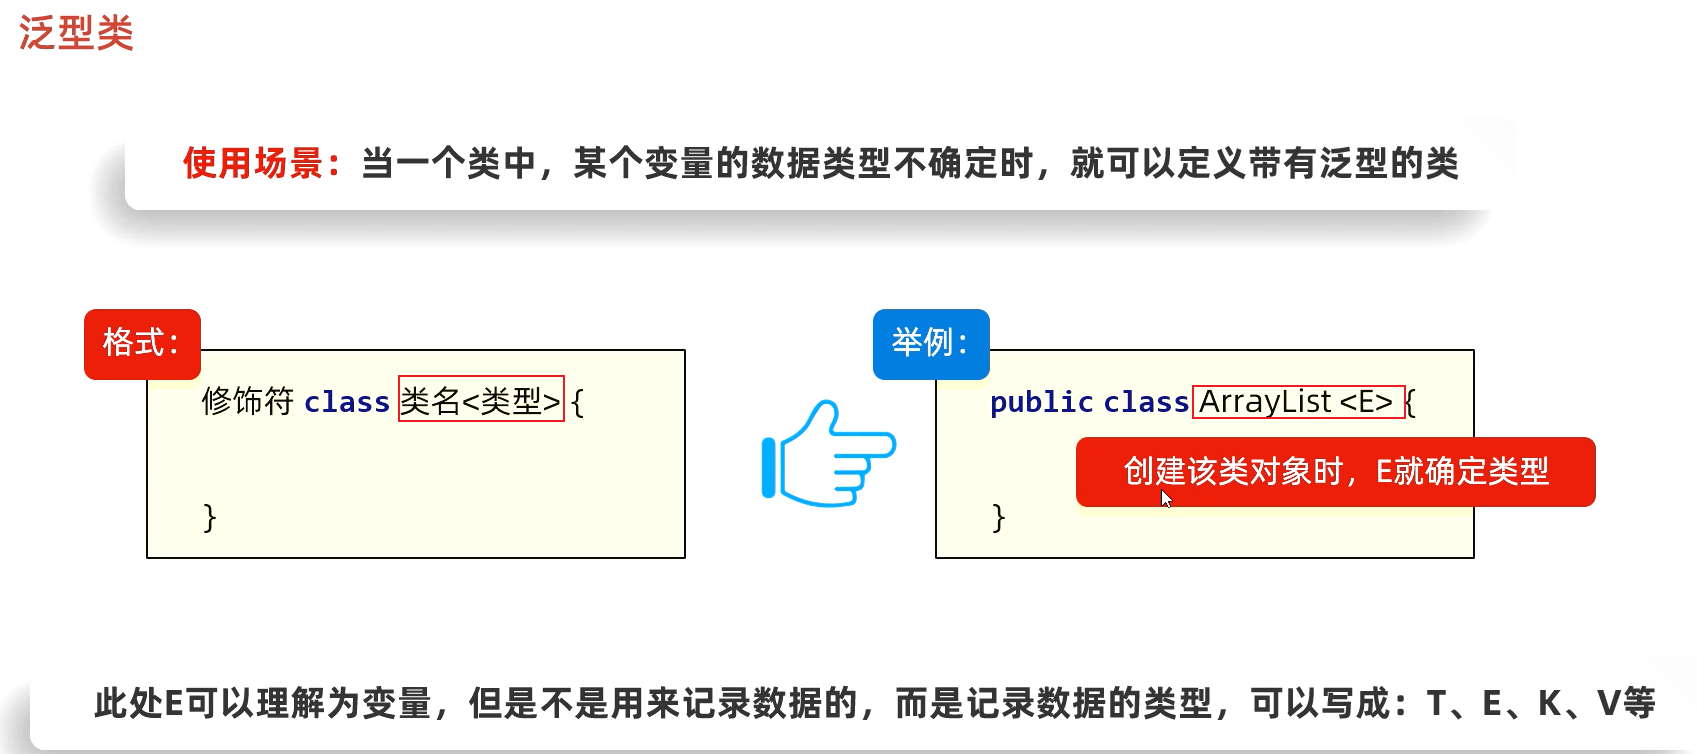 泛型类
使用场景：当一个类中，某个变量的数据类型不确定时，就可以定义带有泛型的类
格式：
修饰符 class 类名<类型> {
}
举例：
public class ArrayList <E> {
创建该类对象时，E就确定类型
}
此处E可以理解为变量，但是不是用来记录数据的，而是记录数据的类型，可以写成：T、E、K、V等